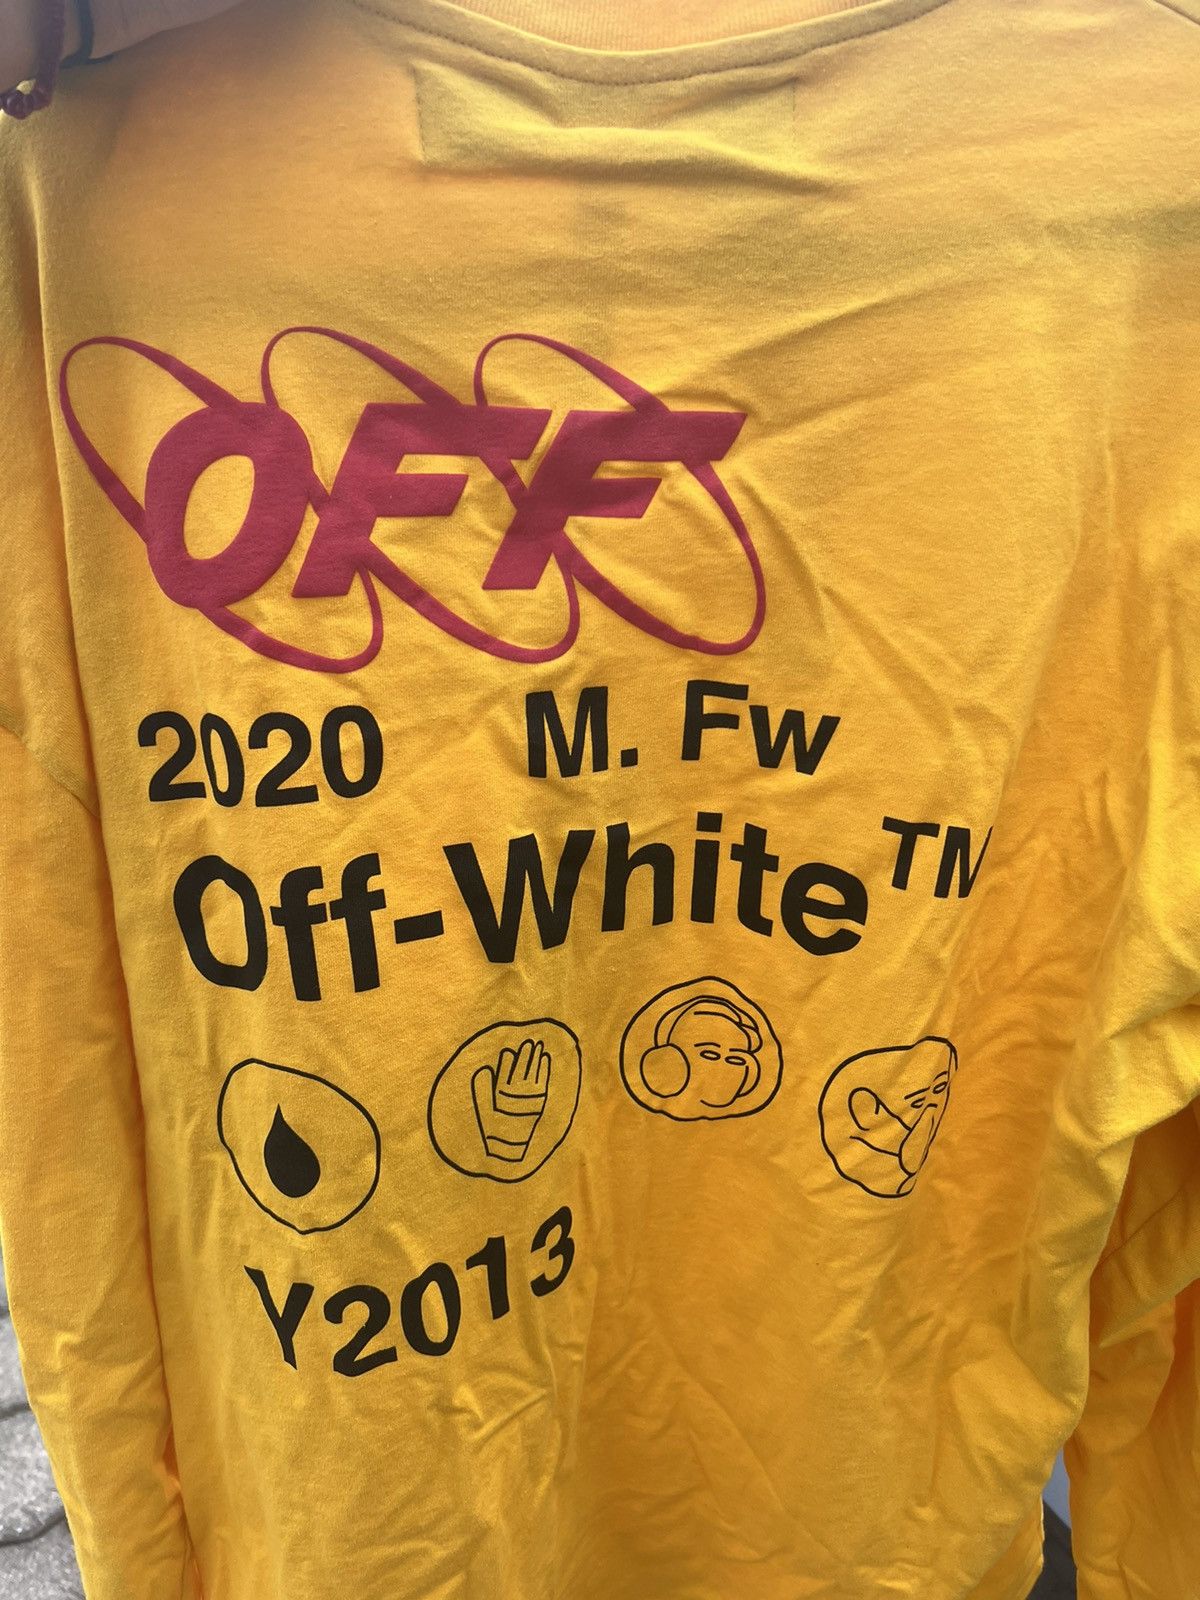 OFF
2020 M. Fw
Off-White™
Y2013